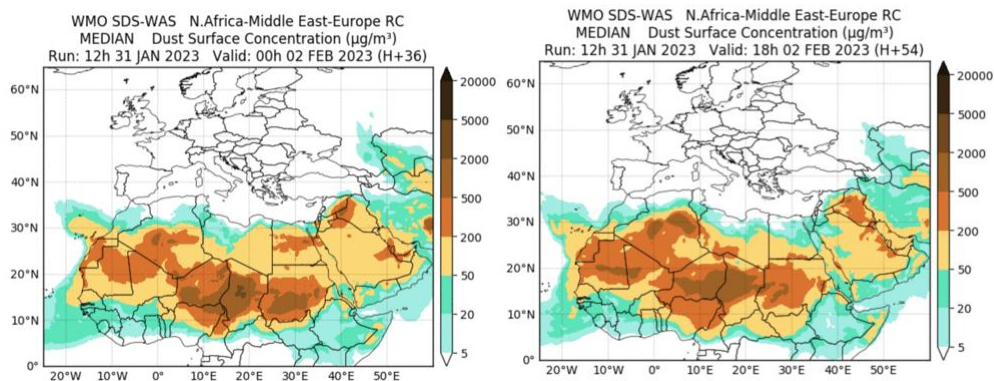 WMO SDS-WAS   N.Africa-Middle East-Europe RC
MEDIAN    Dust Surface Concentration (μg/m³)
Run: 12h 31 JAN 2023   Valid: 00h 02 FEB 2023 (H+36)
60°N
50°N
40°N
30°N
20°N
10°N
0°
20°W
10°W
0°
10°E
20°E
30°E
40°E
50°E
20000
5000
2000
500
200
50
20
5
WMO SDS-WAS   N.Africa-Middle East-Europe RC
MEDIAN    Dust Surface Concentration (μg/m³)
Run: 12h 31 JAN 2023   Valid: 18h 02 FEB 2023 (H+54)
60°N
50°N
40°N
30°N
20°N
10°N
0°
20°W
10°W
0°
10°E
20°E
30°E
40°E
50°E
20000
5000
2000
500
200
50
20
5